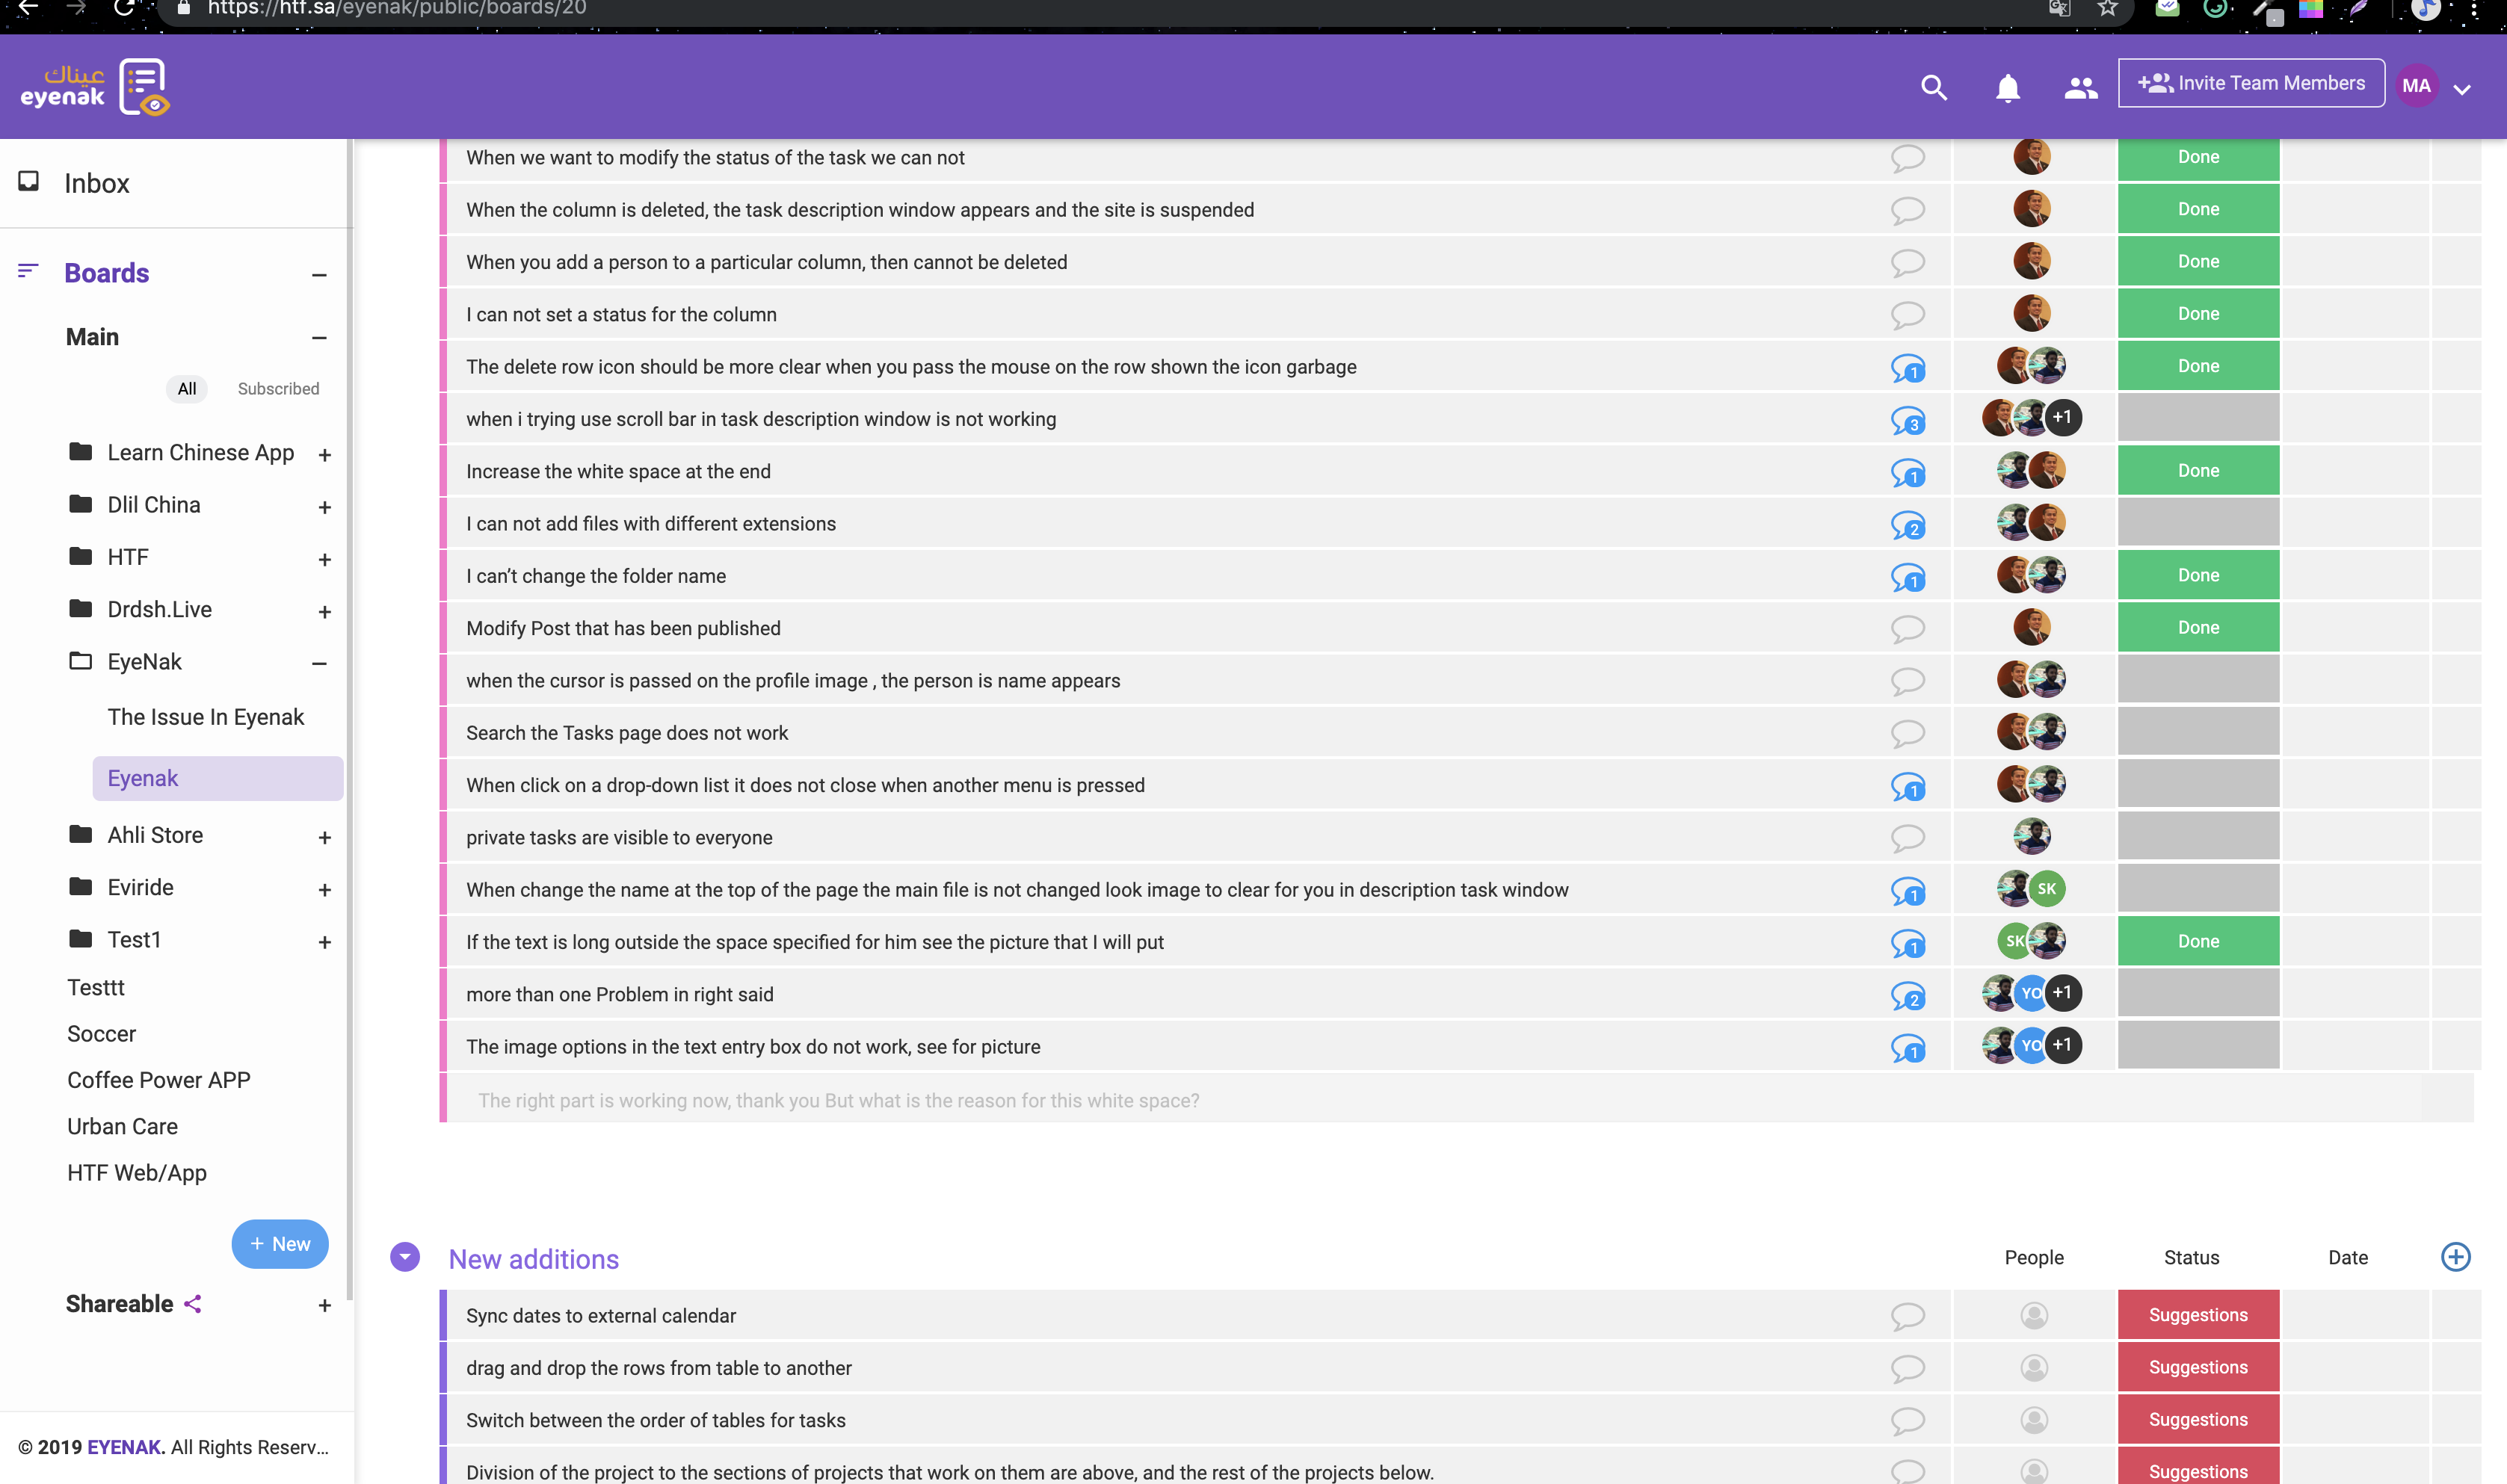 https://htf.sa/eyenak/public/boards/20
عيناك
eyenak
Invite Team Members
MA
Inbox
Boards
Main
All Subscribed
Learn Chinese App
Dlil China
HTF
Drdsh.Live
EyeNak
The Issue In Eyenak
Eyenak
Ahli Store
Eviride
Test1
Testtt
Soccer
Coffee Power APP
Urban Care
HTF Web/App
+ New
Shareable
© 2019 EYENAK. All Rights Reserv...
When we want to modify the status of the task we can not Done
When the column is deleted, the task description window appears and the site is suspended Done
When you add a person to a particular column, then cannot be deleted Done
I can not set a status for the column Done
The delete row icon should be more clear when you pass the mouse on the row shown the icon garbage 1 Done
when i trying use scroll bar in task description window is not working 3 +1
Increase the white space at the end 1 Done
I can not add files with different extensions 2
I can’t change the folder name 1 Done
Modify Post that has been published Done
when the cursor is passed on the profile image , the person is name appears
Search the Tasks page does not work
When click on a drop-down list it does not close when another menu is pressed 1
private tasks are visible to everyone
When change the name at the top of the page the main file is not changed look image to clear for you in description task window 1 SK
If the text is long outside the space specified for him see the picture that I will put 1 SK Done
more than one Problem in right said 2 YO +1
The image options in the text entry box do not work, see for picture 1 YO +1
The right part is working now, thank you But what is the reason for this white space?
New additions People Status Date
Sync dates to external calendar Suggestions
drag and drop the rows from table to another Suggestions
Switch between the order of tables for tasks Suggestions
Division of the project to the sections of projects that work on them are above, and the rest of the projects below. Suggestions